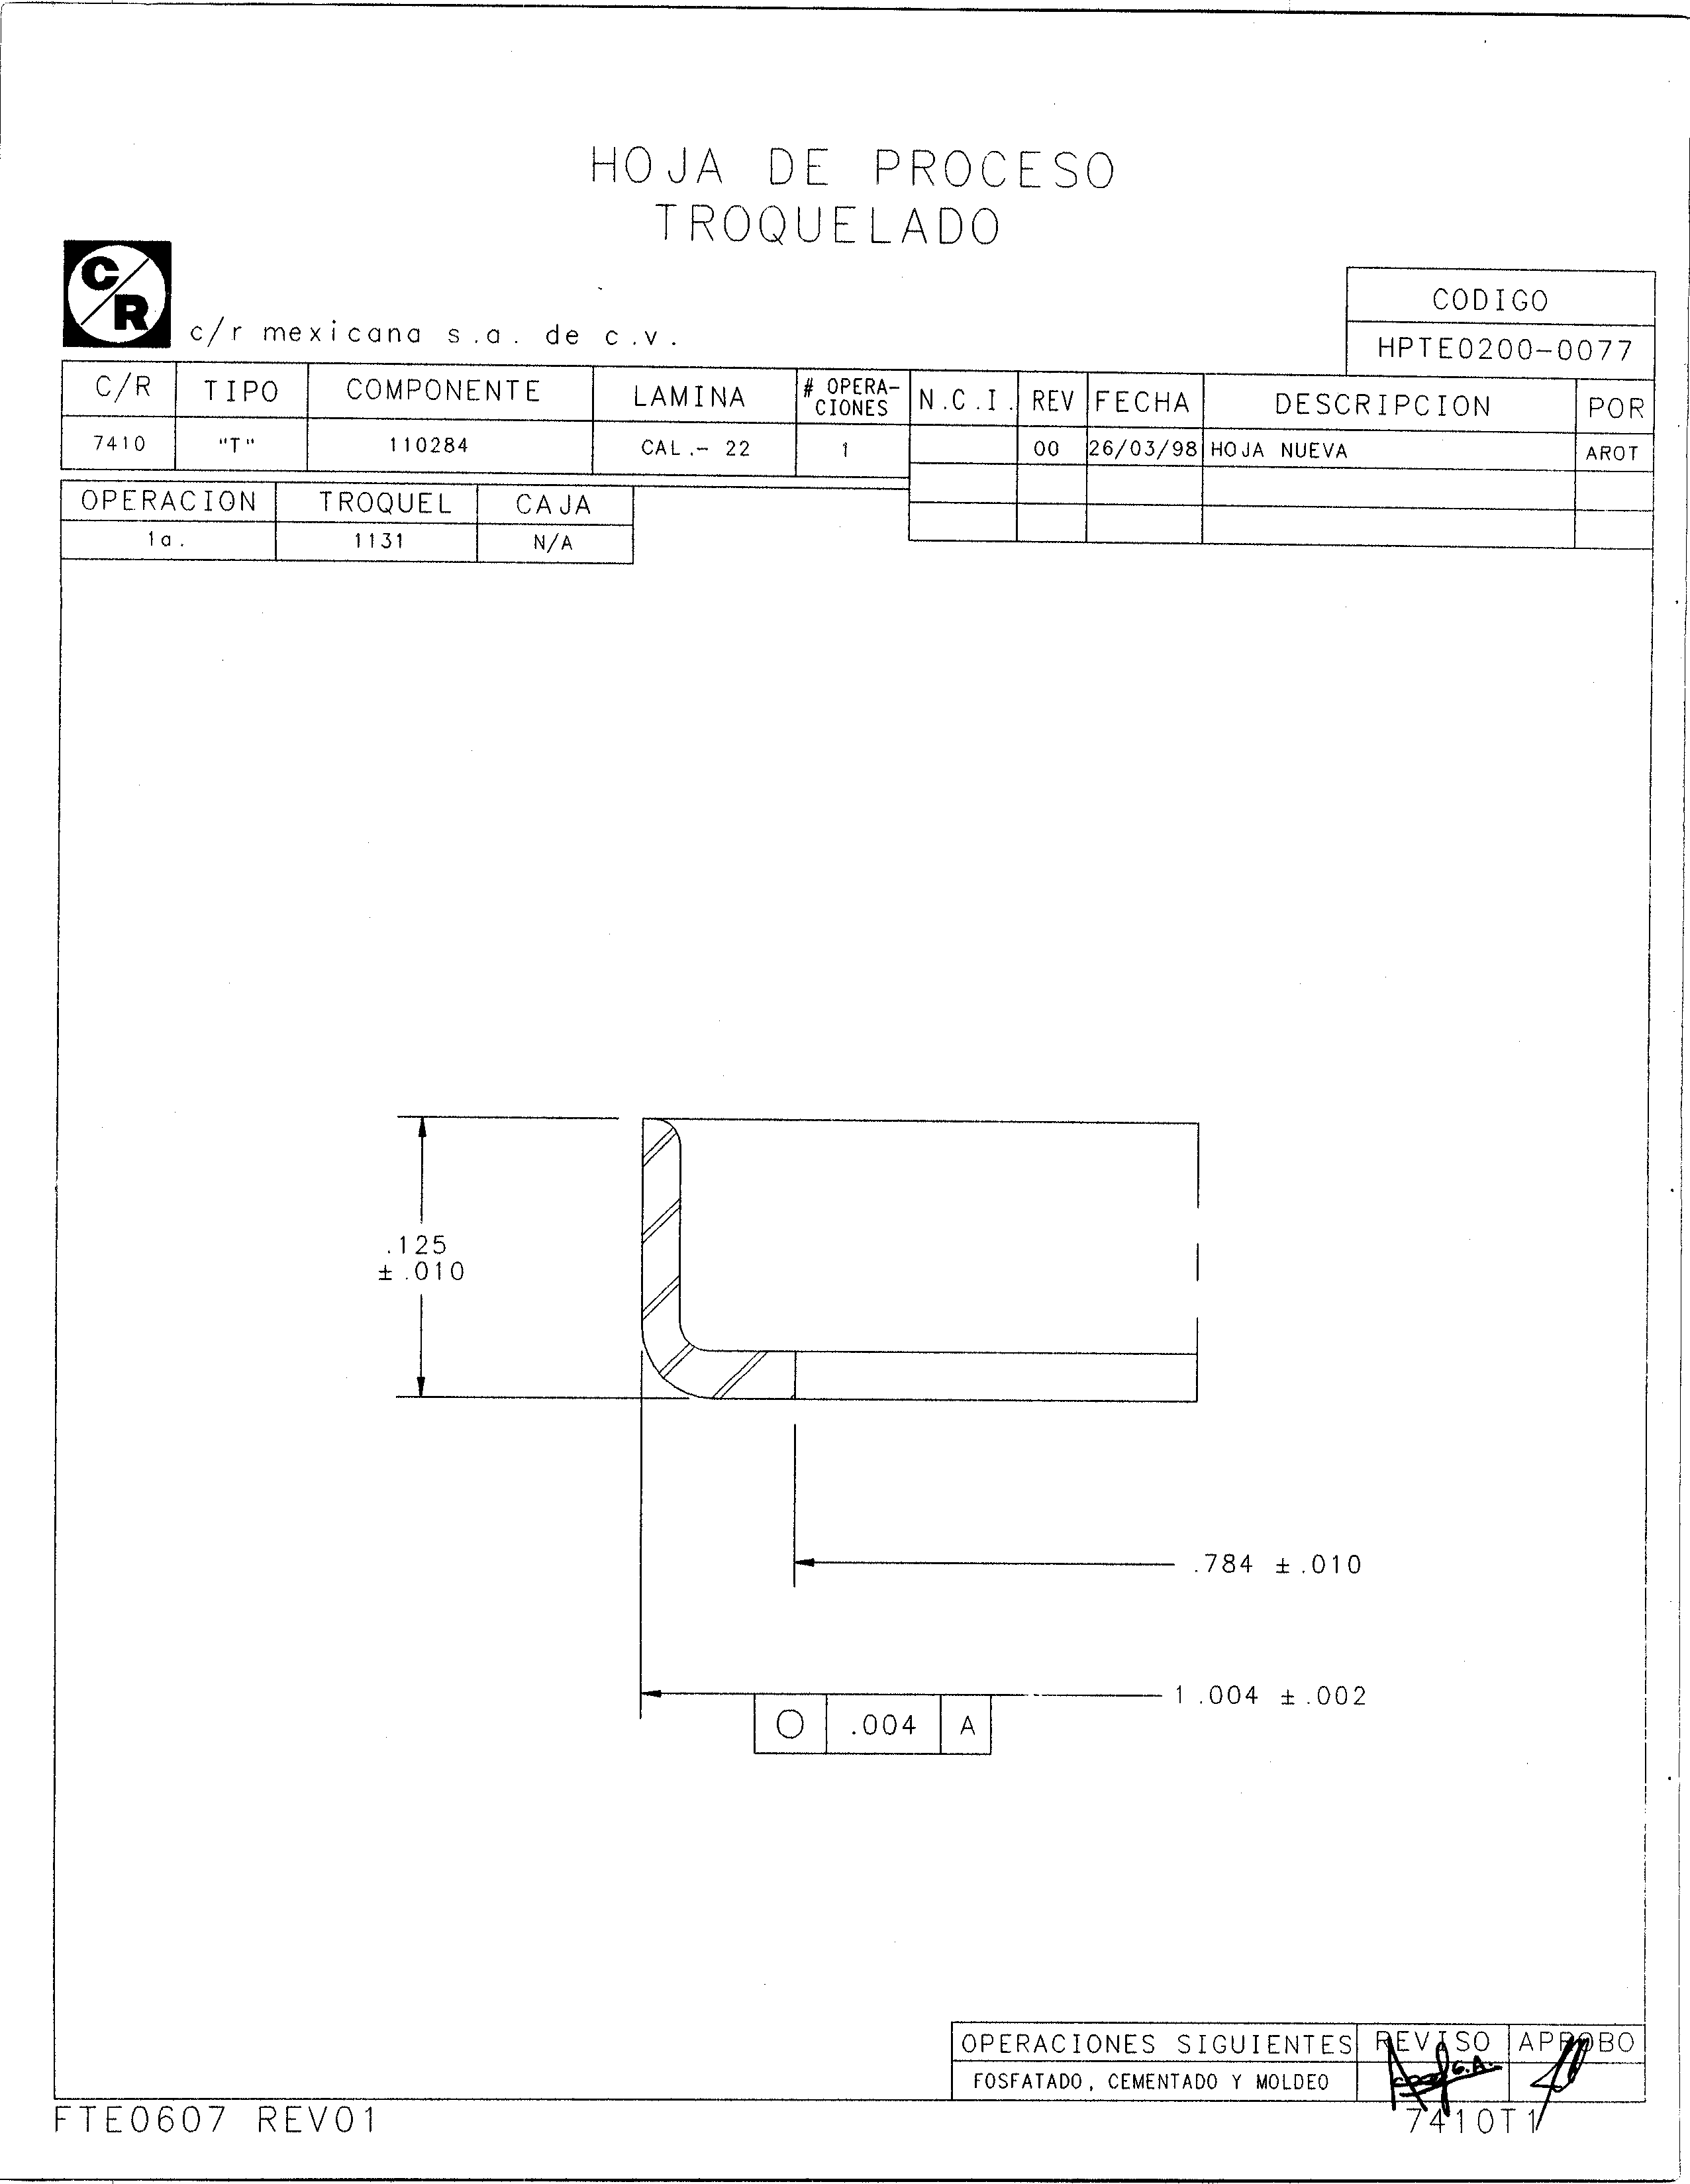 HOJA DE PROCESO
TROQUELADO
C/R
c/r mexicana s.a. de c.v.
CODIGO
HPTE0200-0077
C/R TIPO COMPONENTE LAMINA # OPERA-CIONES N.C.I. REV FECHA DESCRIPCION POR
7410 "T" 110284 CAL.- 22 1 00 26/03/98 HOJA NUEVA AROT
OPERACION TROQUEL CAJA
1a. 1131 N/A
.125
±.010
.784 ±.010
1.004 ±.002
.004 A
OPERACIONES SIGUIENTES REVISO APROBO
FOSFATADO, CEMENTADO Y MOLDEO
G.A.
FTE0607 REV01
7410T1